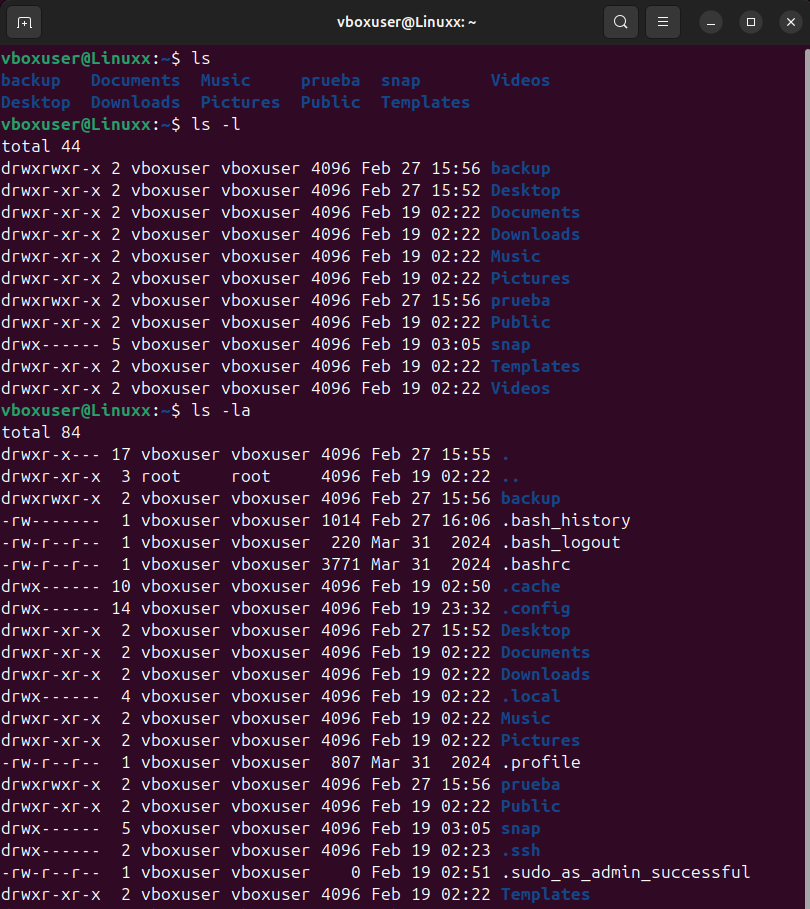 vboxuser@Linuxx: ~
vboxuser@Linuxx:~$ ls
backup   Documents  Music     prueba  snap       Videos
Desktop  Downloads  Pictures  Public  Templates
vboxuser@Linuxx:~$ ls -l
total 44
drwxrwxr-x 2 vboxuser vboxuser 4096 Feb 27 15:56 backup
drwxr-xr-x 2 vboxuser vboxuser 4096 Feb 27 15:52 Desktop
drwxr-xr-x 2 vboxuser vboxuser 4096 Feb 19 02:22 Documents
drwxr-xr-x 2 vboxuser vboxuser 4096 Feb 19 02:22 Downloads
drwxr-xr-x 2 vboxuser vboxuser 4096 Feb 19 02:22 Music
drwxr-xr-x 2 vboxuser vboxuser 4096 Feb 19 02:22 Pictures
drwxrwxr-x 2 vboxuser vboxuser 4096 Feb 27 15:56 prueba
drwxr-xr-x 2 vboxuser vboxuser 4096 Feb 19 02:22 Public
drwx------ 5 vboxuser vboxuser 4096 Feb 19 03:05 snap
drwxr-xr-x 2 vboxuser vboxuser 4096 Feb 19 02:22 Templates
drwxr-xr-x 2 vboxuser vboxuser 4096 Feb 19 02:22 Videos
vboxuser@Linuxx:~$ ls -la
total 84
drwxr-x--- 17 vboxuser vboxuser 4096 Feb 27 15:55 .
drwxr-xr-x  3 root     root     4096 Feb 19 02:22 ..
drwxrwxr-x  2 vboxuser vboxuser 4096 Feb 27 15:56 backup
-rw-------  1 vboxuser vboxuser 1014 Feb 27 16:06 .bash_history
-rw-r--r--  1 vboxuser vboxuser  220 Mar 31  2024 .bash_logout
-rw-r--r--  1 vboxuser vboxuser 3771 Mar 31  2024 .bashrc
drwx------ 10 vboxuser vboxuser 4096 Feb 19 02:50 .cache
drwx------ 14 vboxuser vboxuser 4096 Feb 19 23:32 .config
drwxr-xr-x  2 vboxuser vboxuser 4096 Feb 27 15:52 Desktop
drwxr-xr-x  2 vboxuser vboxuser 4096 Feb 19 02:22 Documents
drwxr-xr-x  2 vboxuser vboxuser 4096 Feb 19 02:22 Downloads
drwx------  4 vboxuser vboxuser 4096 Feb 19 02:22 .local
drwxr-xr-x  2 vboxuser vboxuser 4096 Feb 19 02:22 Music
drwxr-xr-x  2 vboxuser vboxuser 4096 Feb 19 02:22 Pictures
-rw-r--r--  1 vboxuser vboxuser  807 Mar 31  2024 .profile
drwxrwxr-x  2 vboxuser vboxuser 4096 Feb 27 15:56 prueba
drwxr-xr-x  2 vboxuser vboxuser 4096 Feb 19 02:22 Public
drwx------  5 vboxuser vboxuser 4096 Feb 19 03:05 snap
drwx------  2 vboxuser vboxuser 4096 Feb 19 02:23 .ssh
-rw-r--r--  1 vboxuser vboxuser    0 Feb 19 02:51 .sudo_as_admin_successful
drwxr-xr-x  2 vboxuser vboxuser 4096 Feb 19 02:22 Templates